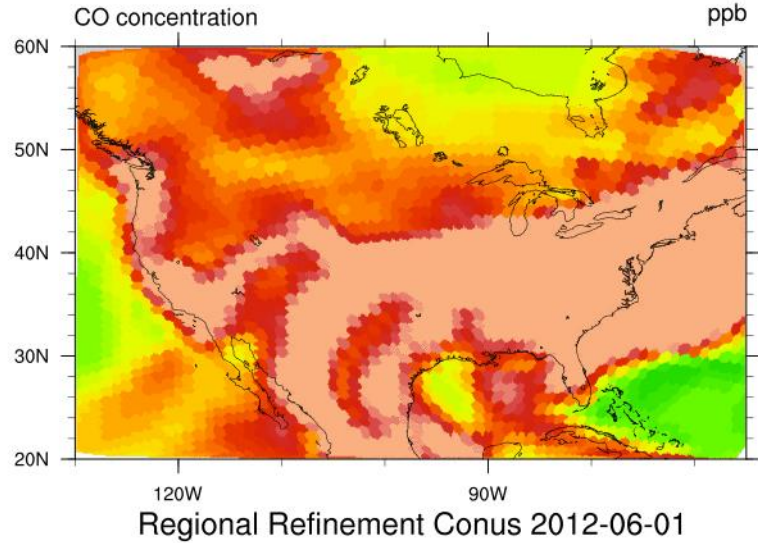 CO concentration ppb
60N
50N
40N
30N
20N
120W 90W
Regional Refinement Conus 2012-06-01